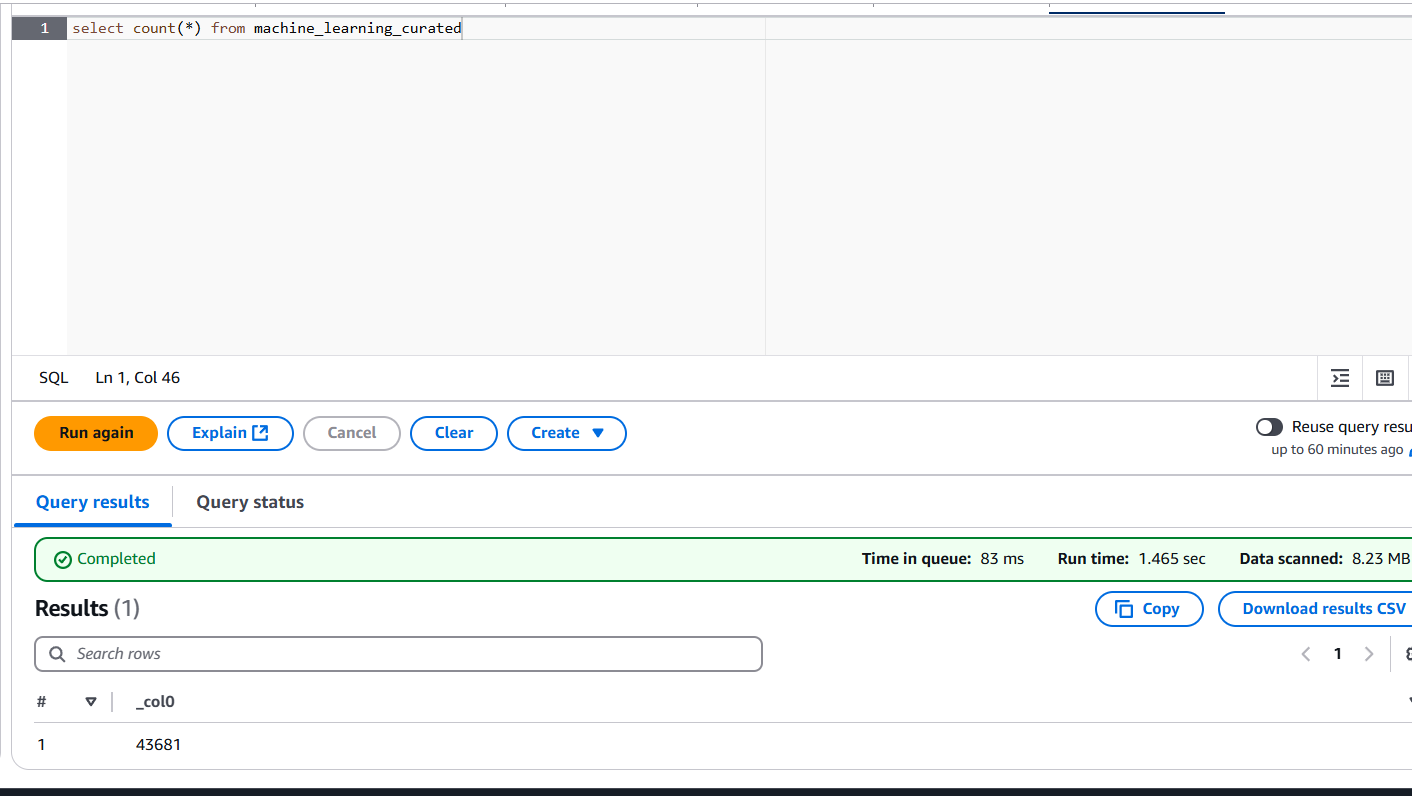 1 select count(*) from machine_learning_curated
SQL Ln 1, Col 46
Run again Explain Cancel Clear Create Reuse query resu
up to 60 minutes ago
Query results Query status
Completed Time in queue: 83 ms Run time: 1.465 sec Data scanned: 8.23 MB
Results (1) Copy Download results CSV
Search rows 1
# _col0
1 43681